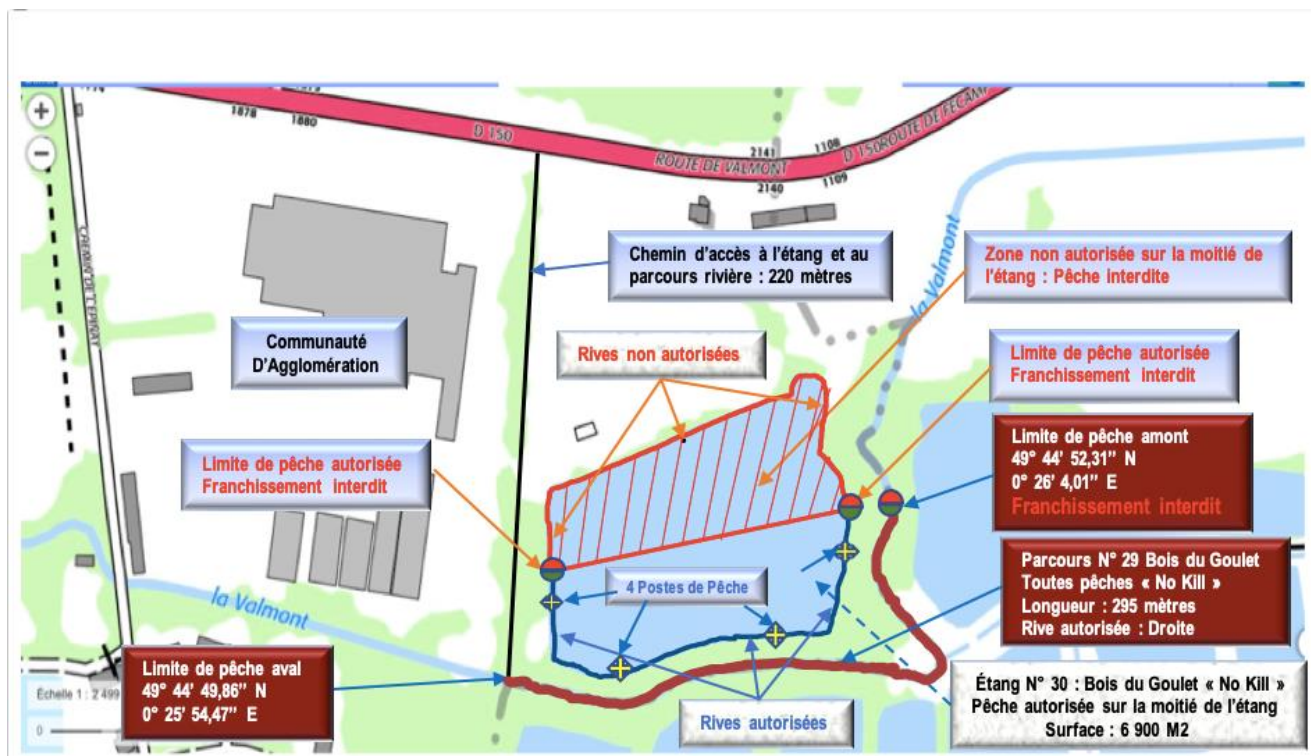 +
−
1878
1880
D 150
ROUTE DE VALMONT
2141
2140
1108
1109
D 150
ROUTE DE FECAMP
CHEMIN DE L'EPINAY
Chemin d'accès à l'étang et au
parcours rivière : 220 mètres
Zone non autorisée sur la moitié de
l'étang : Pêche interdite
la Valmont
Communauté
D'Agglomération
Rives non autorisées
Limite de pêche autorisée
Franchissement interdit
Limite de pêche amont
49° 44' 52,31" N
0° 26' 4,01" E
Franchissement interdit
Limite de pêche autorisée
Franchissement interdit
4 Postes de Pêche
Parcours N° 29 Bois du Goulet
Toutes pêches « No Kill »
Longueur : 295 mètres
Rive autorisée : Droite
la Valmont
Limite de pêche aval
49° 44' 49,86" N
0° 25' 54,47" E
Échelle 1 : 2 499
0
Rives autorisées
Étang N° 30 : Bois du Goulet « No Kill »
Pêche autorisée sur la moitié de l'étang
Surface : 6 900 M2